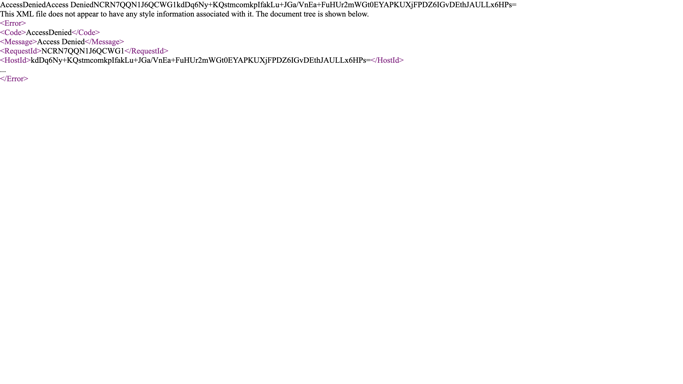 AccessDeniedAccess DeniedNCRN7QQN1J6QCWG1kdDq6Ny+KQstmcomkpIfakLu+JGa/VnEa+FuHUr2mWGt0EYAPKUXjFPDZ6IGvDEthJAULLx6HPs=
This XML file does not appear to have any style information associated with it. The document tree is shown below.
<Error>
<Code>AccessDenied</Code>
<Message>Access Denied</Message>
<RequestId>NCRN7QQN1J6QCWG1</RequestId>
<HostId>kdDq6Ny+KQstmcomkpIfakLu+JGa/VnEa+FuHUr2mWGt0EYAPKUXjFPDZ6IGvDEthJAULLx6HPs=</HostId>
...
</Error>